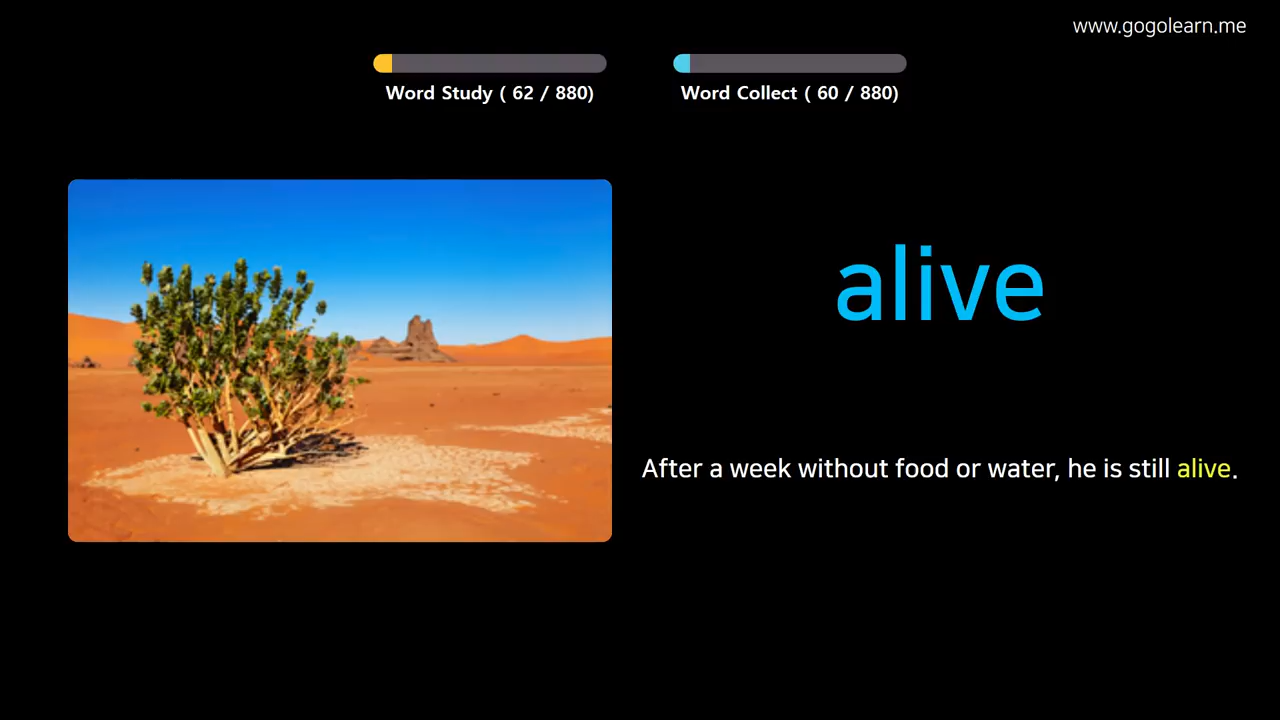 www.gogolearn.me
Word Study ( 62 / 880)
Word Collect ( 60 / 880)
alive
After a week without food or water, he is still alive.